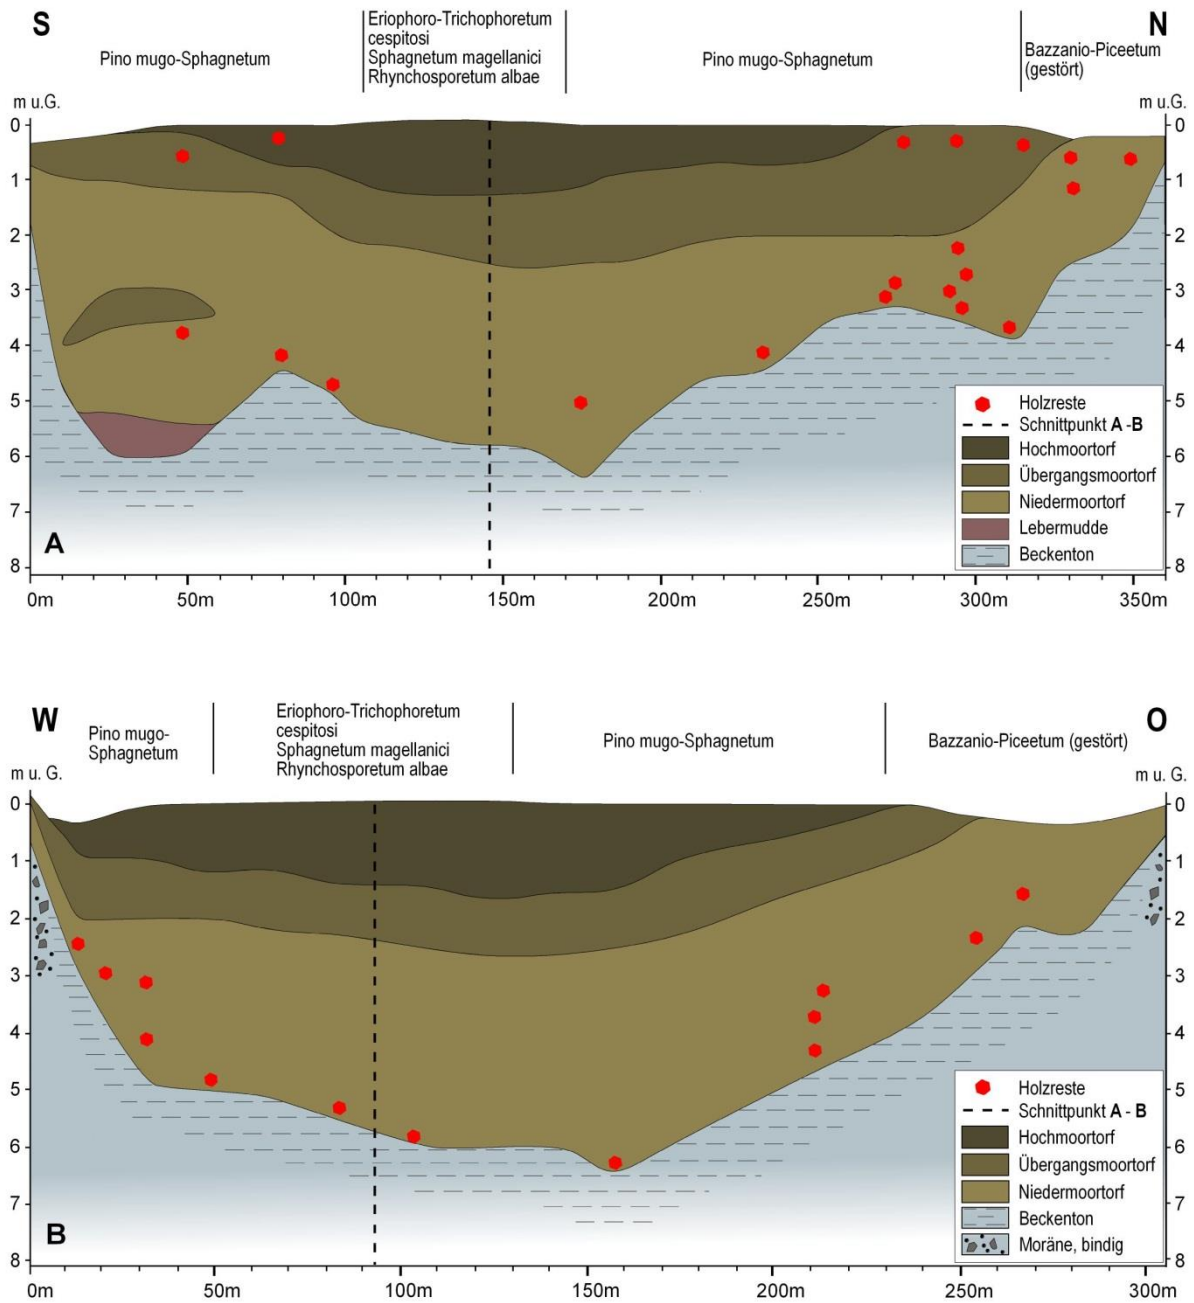 S
Pino mugo-Sphagnetum
Eriophoro-Trichophoretum
cespitosi
Sphagnetum magellanici
Rhynchosporetum albae
Pino mugo-Sphagnetum
Bazzanio-Piceetum
(gestört)
N
m u.G.
m u.G.
0
1
2
3
4
5
6
7
8
0
1
2
3
4
5
6
7
8
Holzreste
Schnittpunkt A -B
Hochmoortorf
Übergangsmoortorf
Niedermoortorf
Lebermudde
Beckenton
A
0m 50m 100m 150m 200m 250m 300m 350m
W
Pino mugo-
Sphagnetum
Eriophoro-Trichophoretum
cespitosi
Sphagnetum magellanici
Rhynchosporetum albae
Pino mugo-Sphagnetum
Bazzanio-Piceetum (gestört)
O
m u. G.
m u. G.
0
1
2
3
4
5
6
7
8
0
1
2
3
4
5
6
7
8
Holzreste
Schnittpunkt A - B
Hochmoortorf
Übergangsmoortorf
Niedermoortorf
Beckenton
Moräne, bindig
B
0m 50m 100m 150m 200m 250m 300m